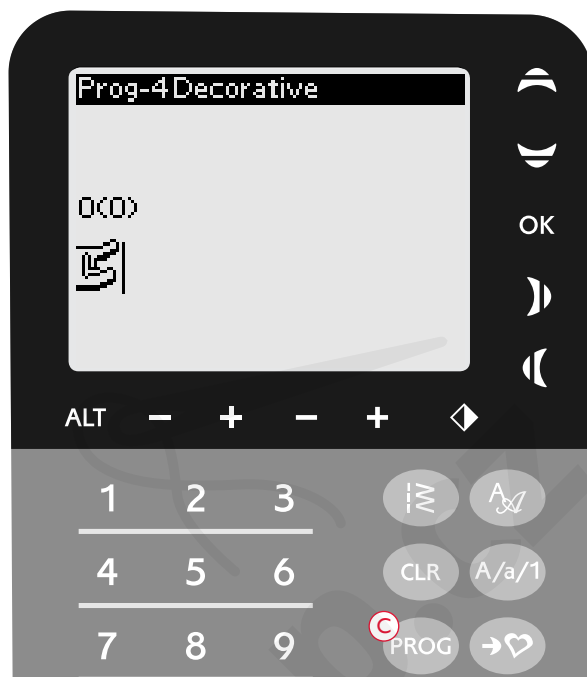 Prog-4 Decorative
0(0)
OK
ALT - + - +
1 2 3
A
4 5 6 CLR A/a/1
C
7 8 9 PROG